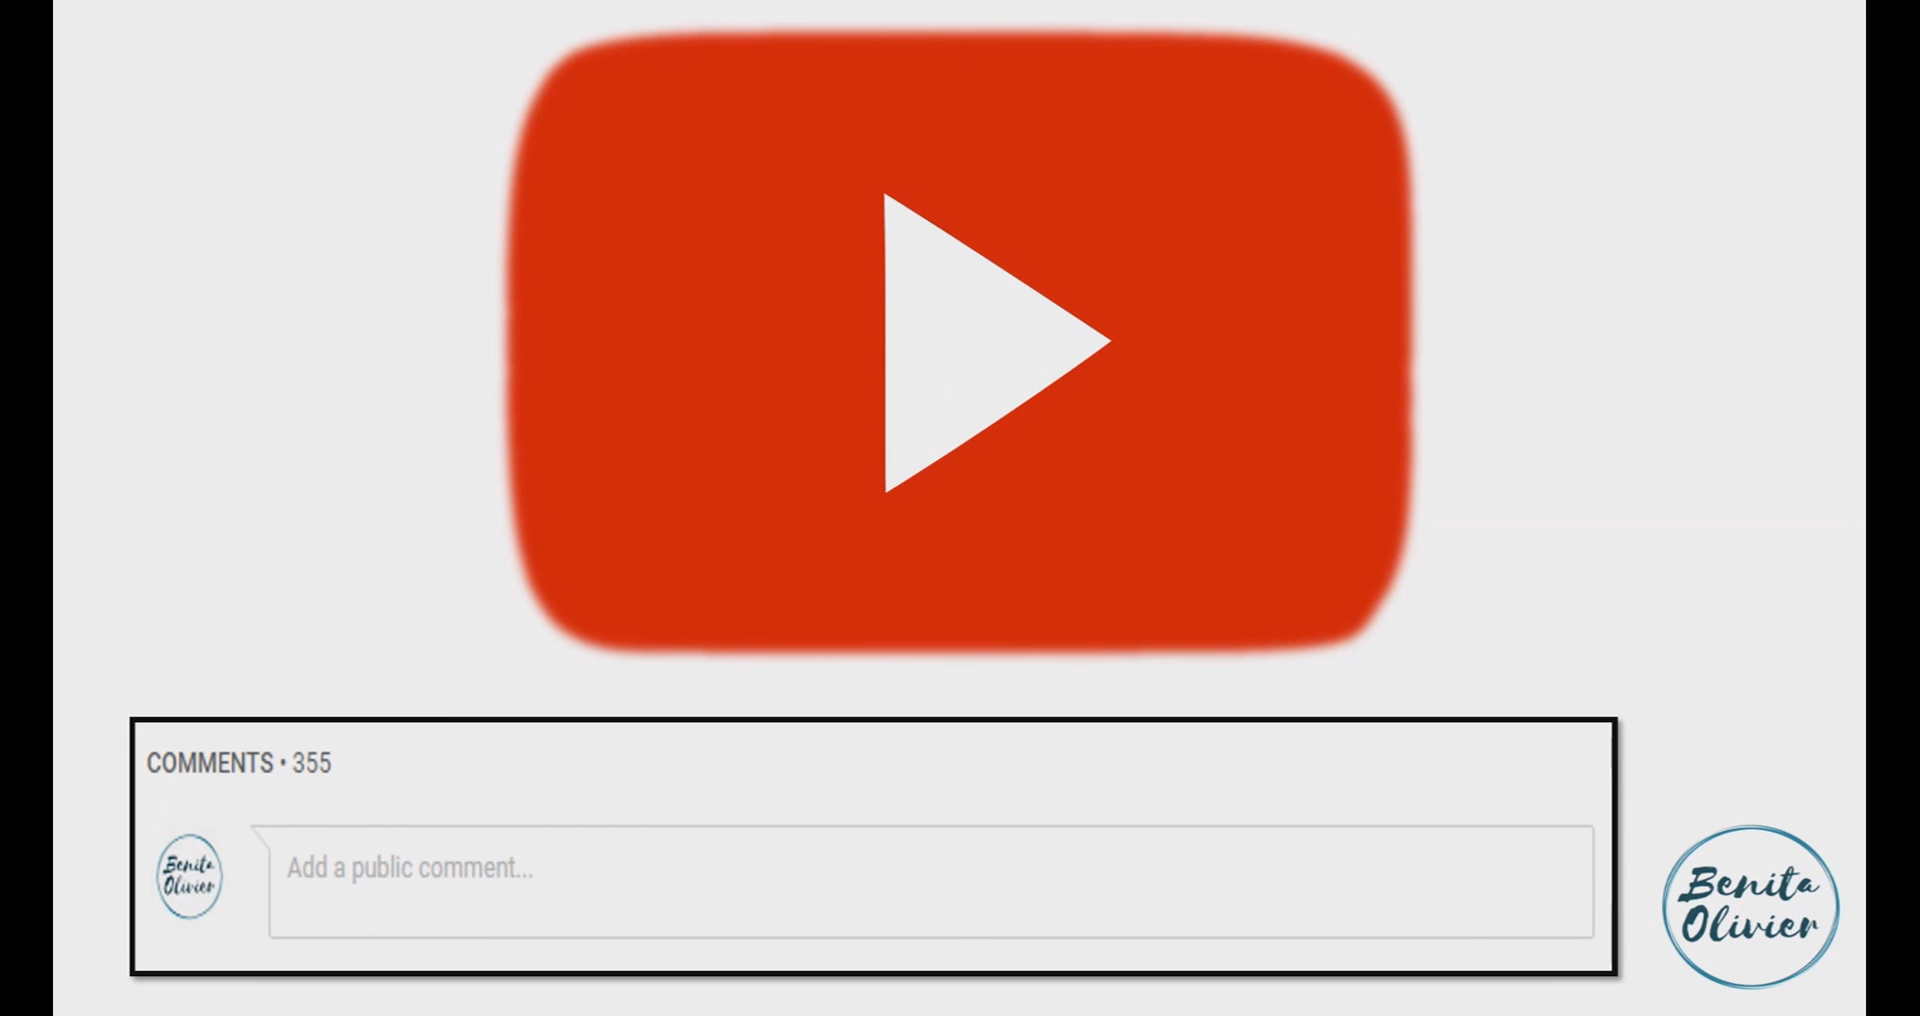 COMMENTS • 355
Benita
Olivier
Add a public comment...
Benita
Olivier